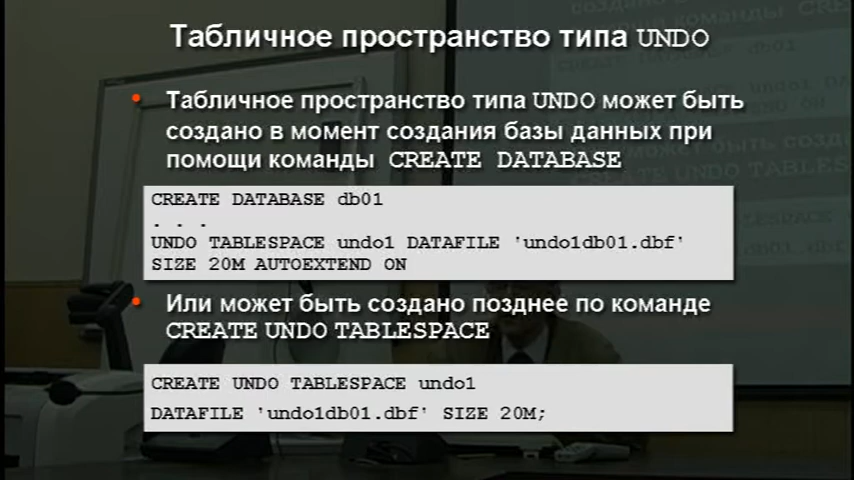 Табличное пространство типа UNDO
• Табличное пространство типа UNDO может быть
создано в момент создания базы данных при
помощи команды CREATE DATABASE
CREATE DATABASE db01
. . .
UNDO TABLESPACE undo1 DATAFILE 'undo1db01.dbf'
SIZE 20M AUTOEXTEND ON
• Или может быть создано позднее по команде
CREATE UNDO TABLESPACE
CREATE UNDO TABLESPACE undo1
DATAFILE 'undo1db01.dbf' SIZE 20M;